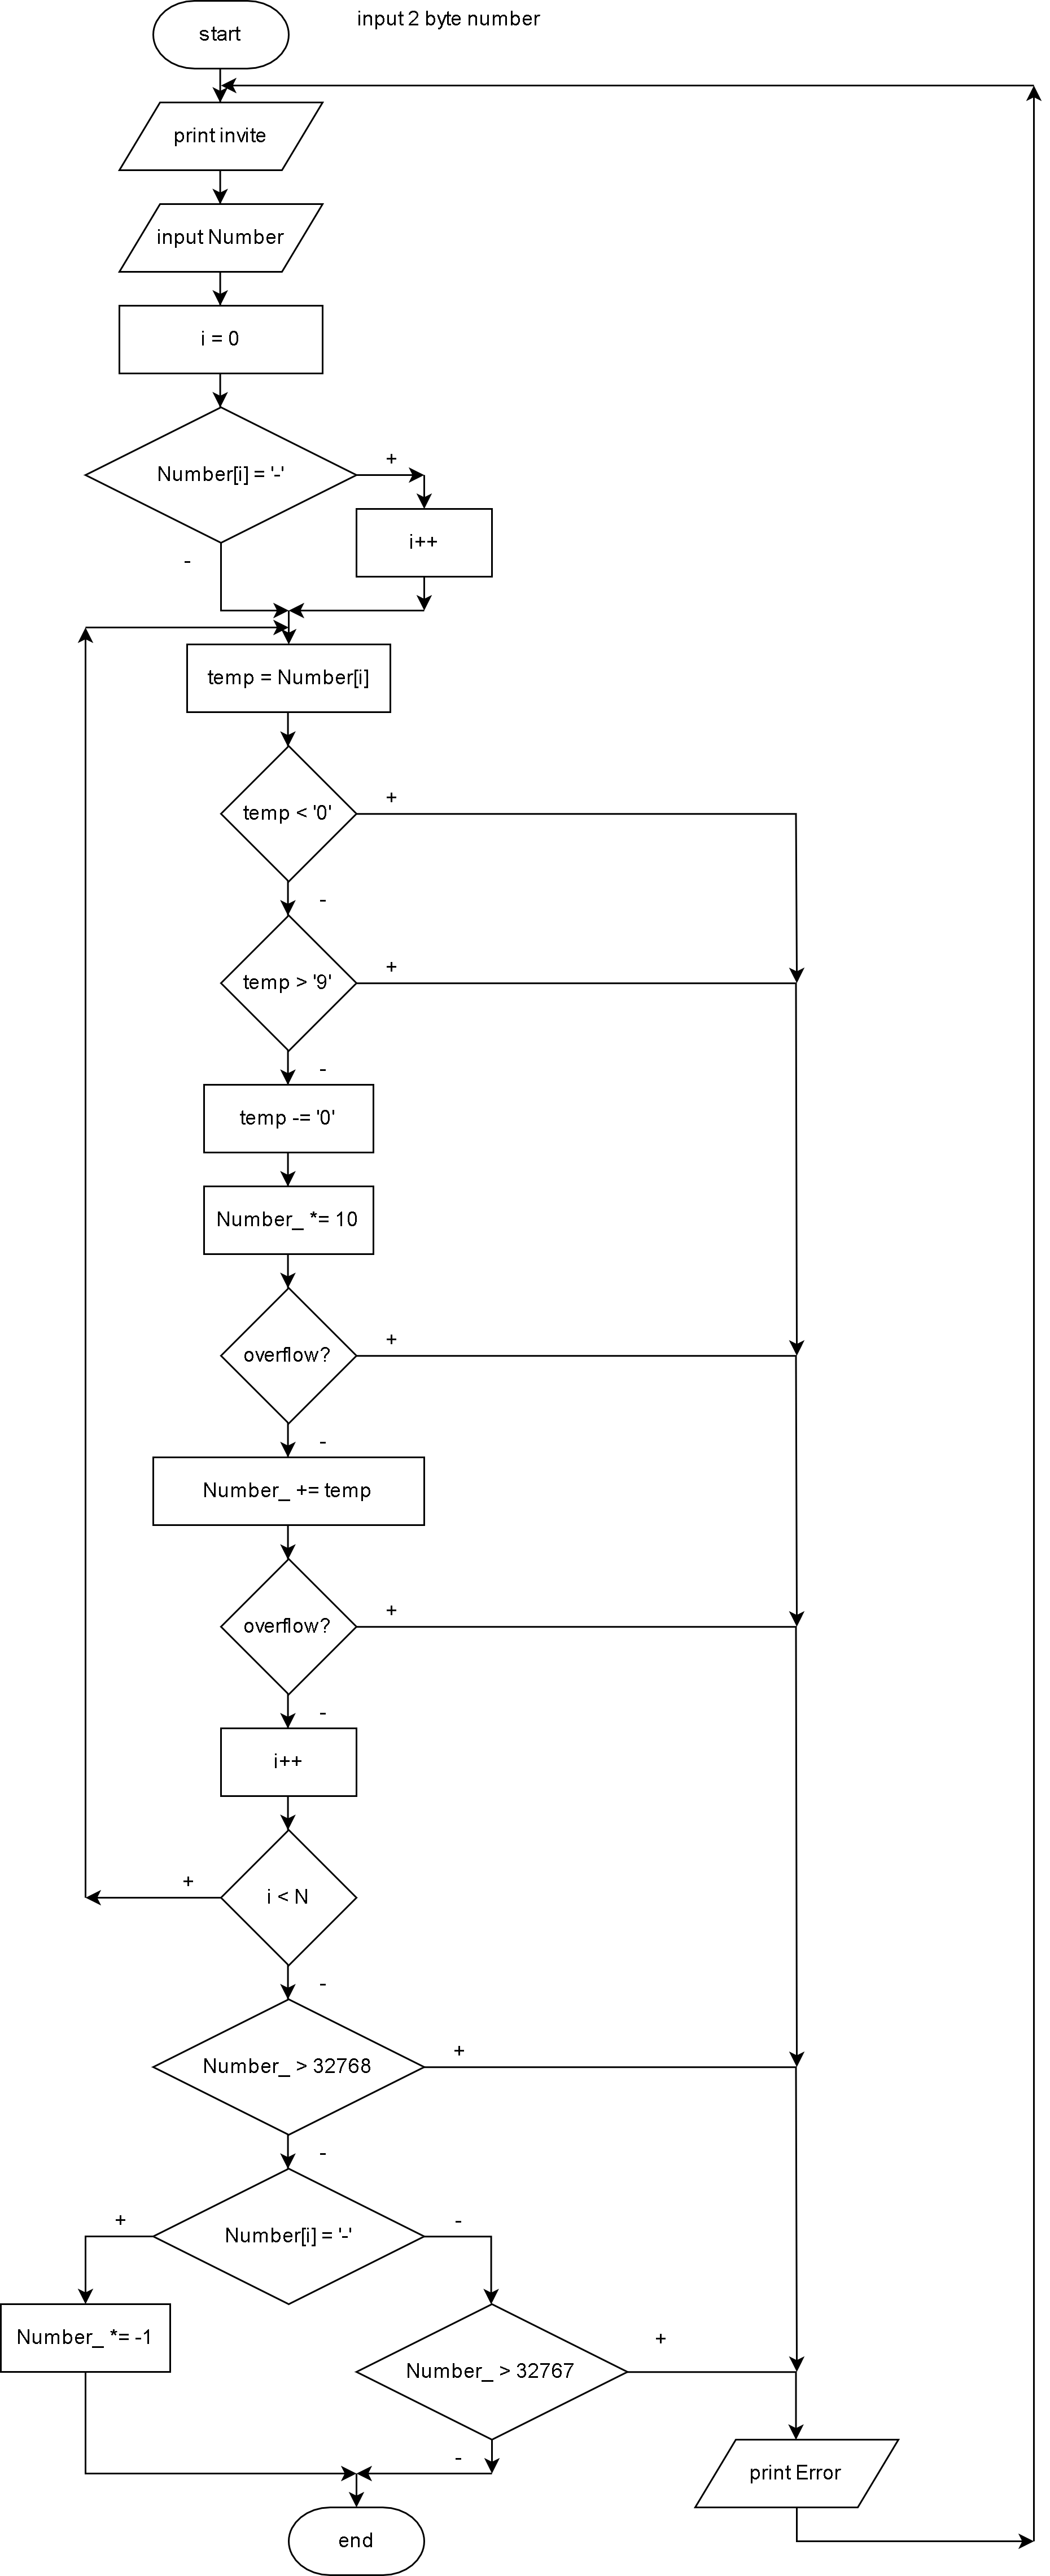 start
input 2 byte number
print invite
input Number
i = 0
Number[i] = '-'
+
i++
-
temp = Number[i]
temp < '0'
+
-
temp > '9'
+
-
temp -= '0'
Number_ *= 10
overflow?
+
-
Number_ += temp
overflow?
+
-
i++
i < N
+
-
Number_ > 32768
+
-
Number[i] = '-'
+
-
Number_ *= -1
Number_ > 32767
+
-
print Error
end